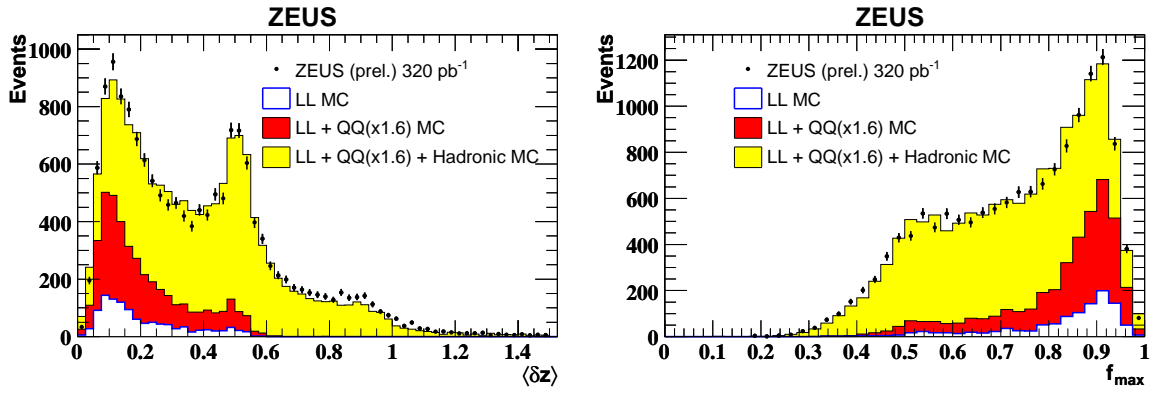 ZEUS
Events
1000
800
600
400
200
0
ZEUS (prel.) 320 pb⁻¹
LL MC
LL + QQ(x1.6) MC
LL + QQ(x1.6) + Hadronic MC
0 0.2 0.4 0.6 0.8 1 1.2 1.4
⟨δz⟩
ZEUS
Events
1200
1000
800
600
400
200
0
ZEUS (prel.) 320 pb⁻¹
LL MC
LL + QQ(x1.6) MC
LL + QQ(x1.6) + Hadronic MC
0 0.1 0.2 0.3 0.4 0.5 0.6 0.7 0.8 0.9 1
f_max